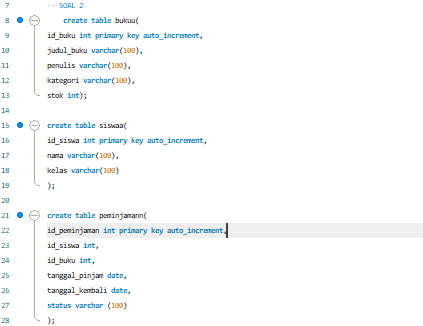 7 -- SOAL 2
8 create table bukuu(
9 id_buku int primary key auto_increment,
10 judul_buku varchar(100),
11 penulis varchar(100),
12 kategori varchar(100),
13 stok int);
14
15 create table siswaa(
16 id_siswa int primary key auto_increment,
17 nama varchar(100),
18 kelas varchar(100)
19 );
20
21 create table peminjamann(
22 id_peminjaman int primary key auto_increment,
23 id_siswa int,
24 id_buku int,
25 tanggal_pinjam date,
26 tanggal_kembali date,
27 status varchar (100)
28 );